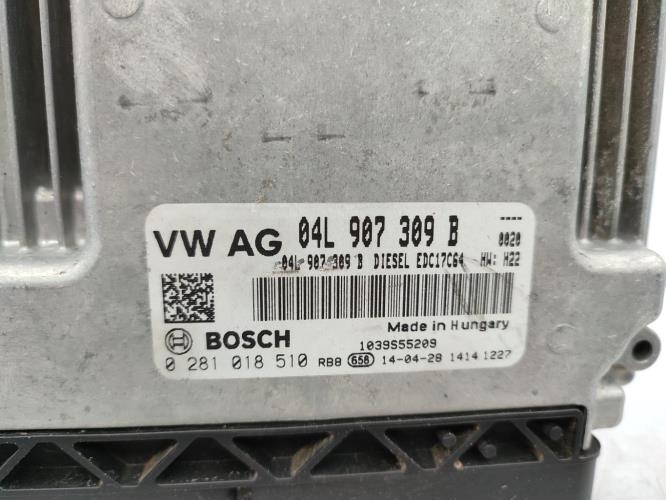 VW AG 04L 907 309 B ----
0020
04L 907 309 B DIESEL EDC17C64 HW: H22
Made in Hungary
BOSCH 1039S55209
0 281 018 510 RB8 658 14-04-28 1414 1227